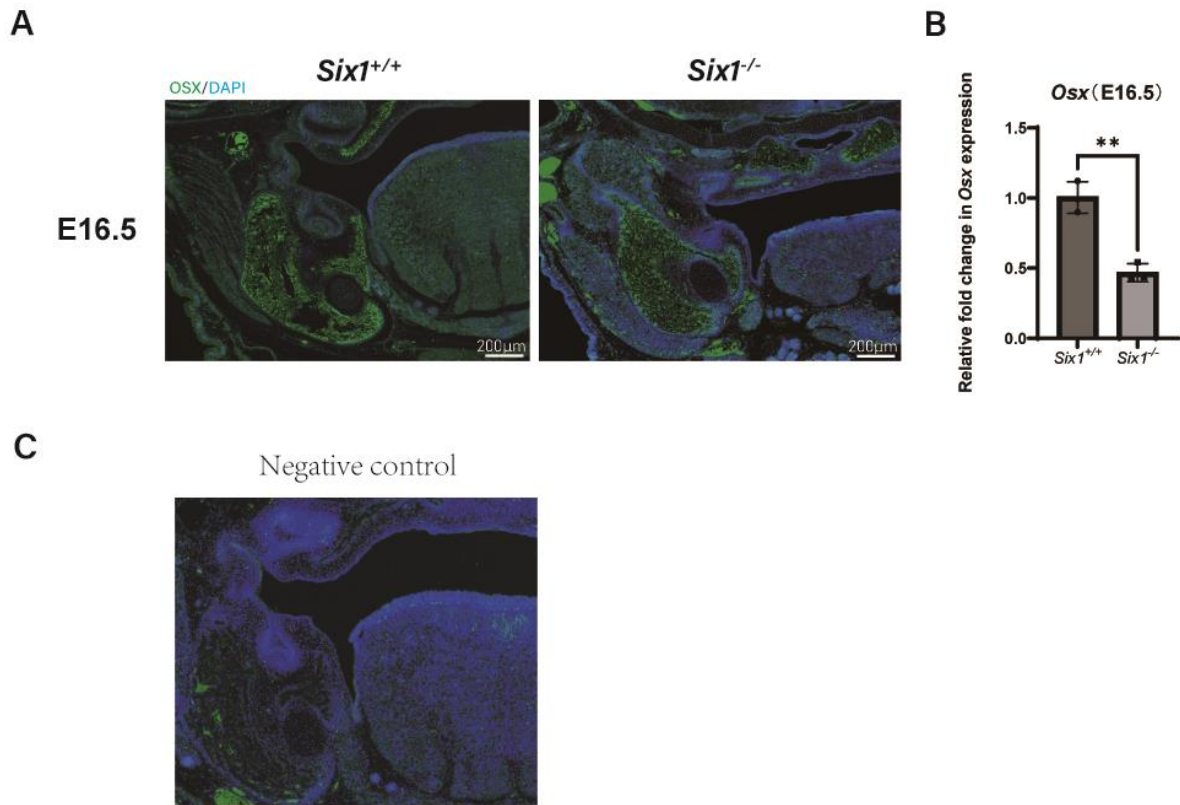 A
B
Six1+/+
Six1-/-
OSX/DAPI
E16.5
200μm
200μm
Osx(E16.5)
Relative fold change in Osx expression
1.5
1.0
0.5
0.0
**
Six1+/+
Six1-/-
C
Negative control